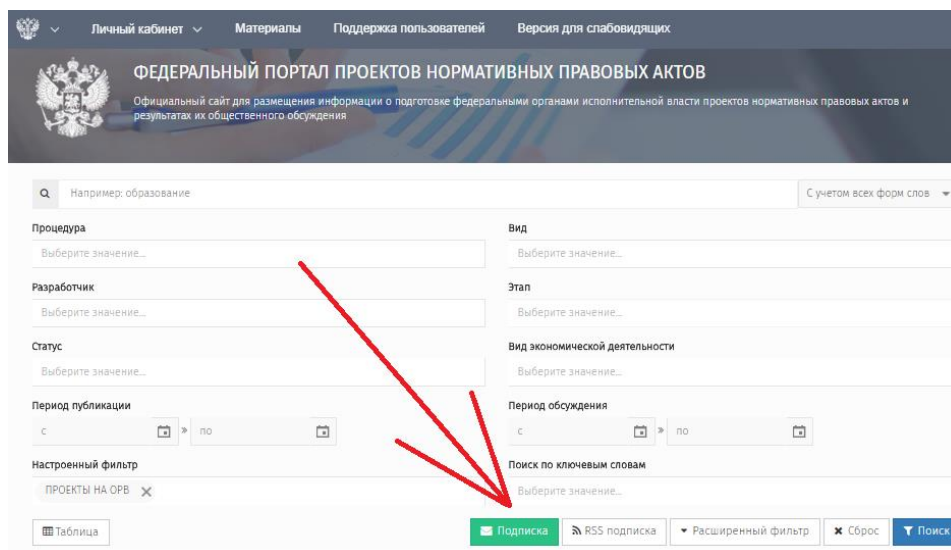 Личный кабинет Материалы Поддержка пользователей Версия для слабовидящих
ФЕДЕРАЛЬНЫЙ ПОРТАЛ ПРОЕКТОВ НОРМАТИВНЫХ ПРАВОВЫХ АКТОВ
Официальный сайт для размещения информации о подготовке федеральными органами исполнительной власти проектов нормативных правовых актов и
результатах их общественного обсуждения
Например: образование С учетом всех форм слов
Процедура Вид
Выберите значение... Выберите значение...
Разработчик Этап
Выберите значение... Выберите значение...
Статус Вид экономической деятельности
Выберите значение... Выберите значение...
Период публикации Период обсуждения
с » по с » по
Настроенный фильтр Поиск по ключевым словам
ПРОЕКТЫ НА ОРВ Выберите значение...
Таблица Подписка RSS подписка Расширенный фильтр Сброс Поиск